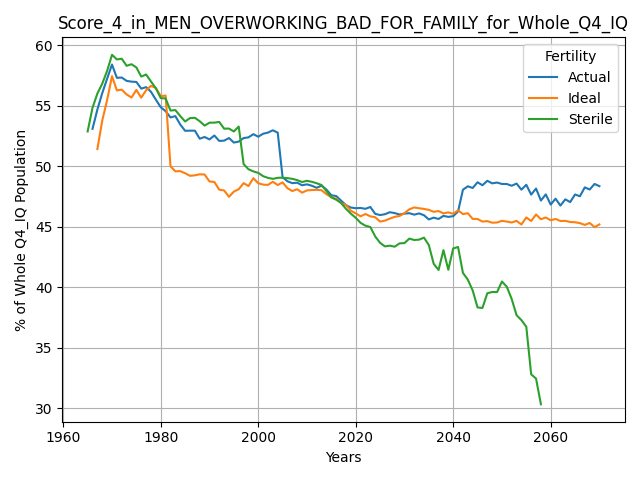 Score_4_in_MEN_OVERWORKING_BAD_FOR_FAMILY_for_Whole_Q4_IQ
Fertility
Actual
Ideal
Sterile
% of Whole Q4_IQ Population
60
55
50
45
40
35
30
1960 1980 2000 2020 2040 2060
Years